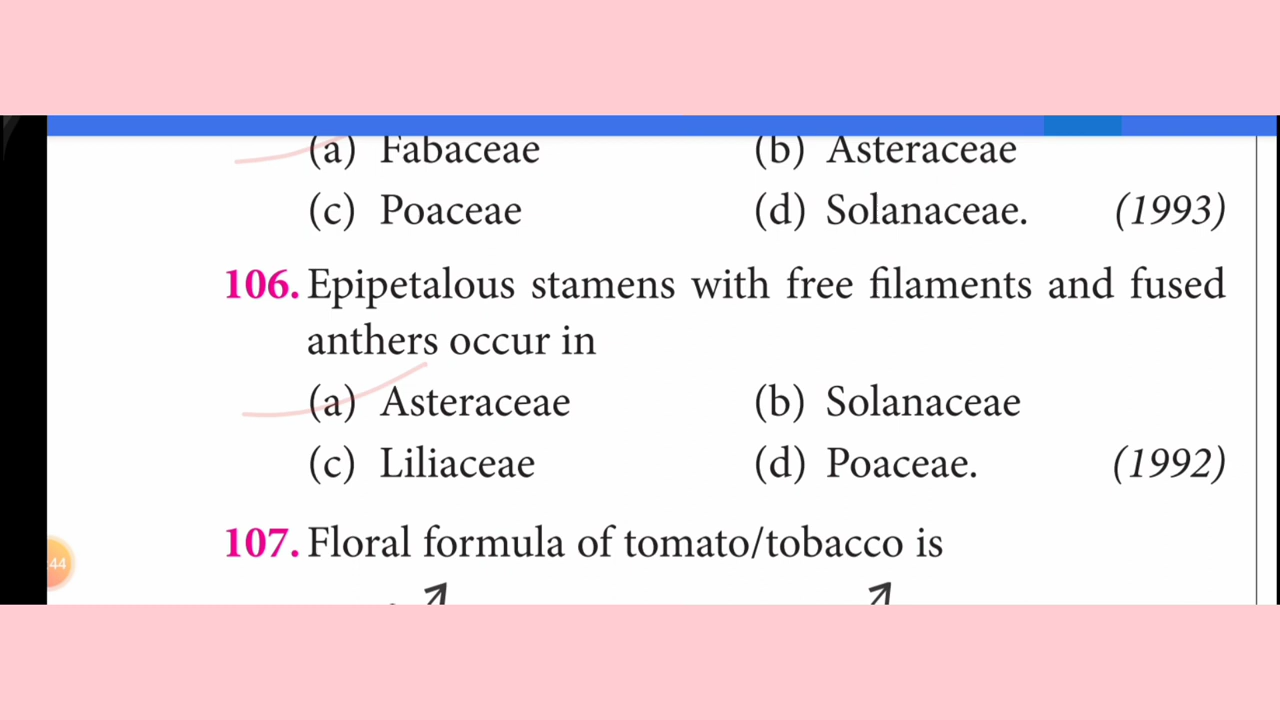 (a) Fabaceae (b) Asteraceae
(c) Poaceae (d) Solanaceae. (1993)
106. Epipetalous stamens with free filaments and fused
anthers occur in
(a) Asteraceae (b) Solanaceae
(c) Liliaceae (d) Poaceae. (1992)
107. Floral formula of tomato/tobacco is
44